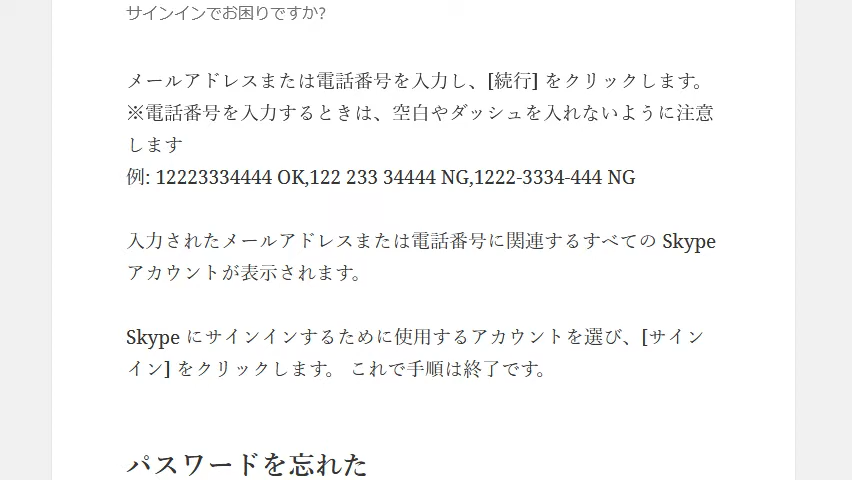 サインインでお困りですか?
メールアドレスまたは電話番号を入力し、[続行] をクリックします。
※電話番号を入力するときは、空白やダッシュを入れないように注意
します
例: 12223334444 OK,122 233 34444 NG,1222-3334-444 NG
入力されたメールアドレスまたは電話番号に関連するすべての Skype
アカウントが表示されます。
Skype にサインインするために使用するアカウントを選び、[サイン
イン] をクリックします。 これで手順は終了です。
パスワードを忘れた